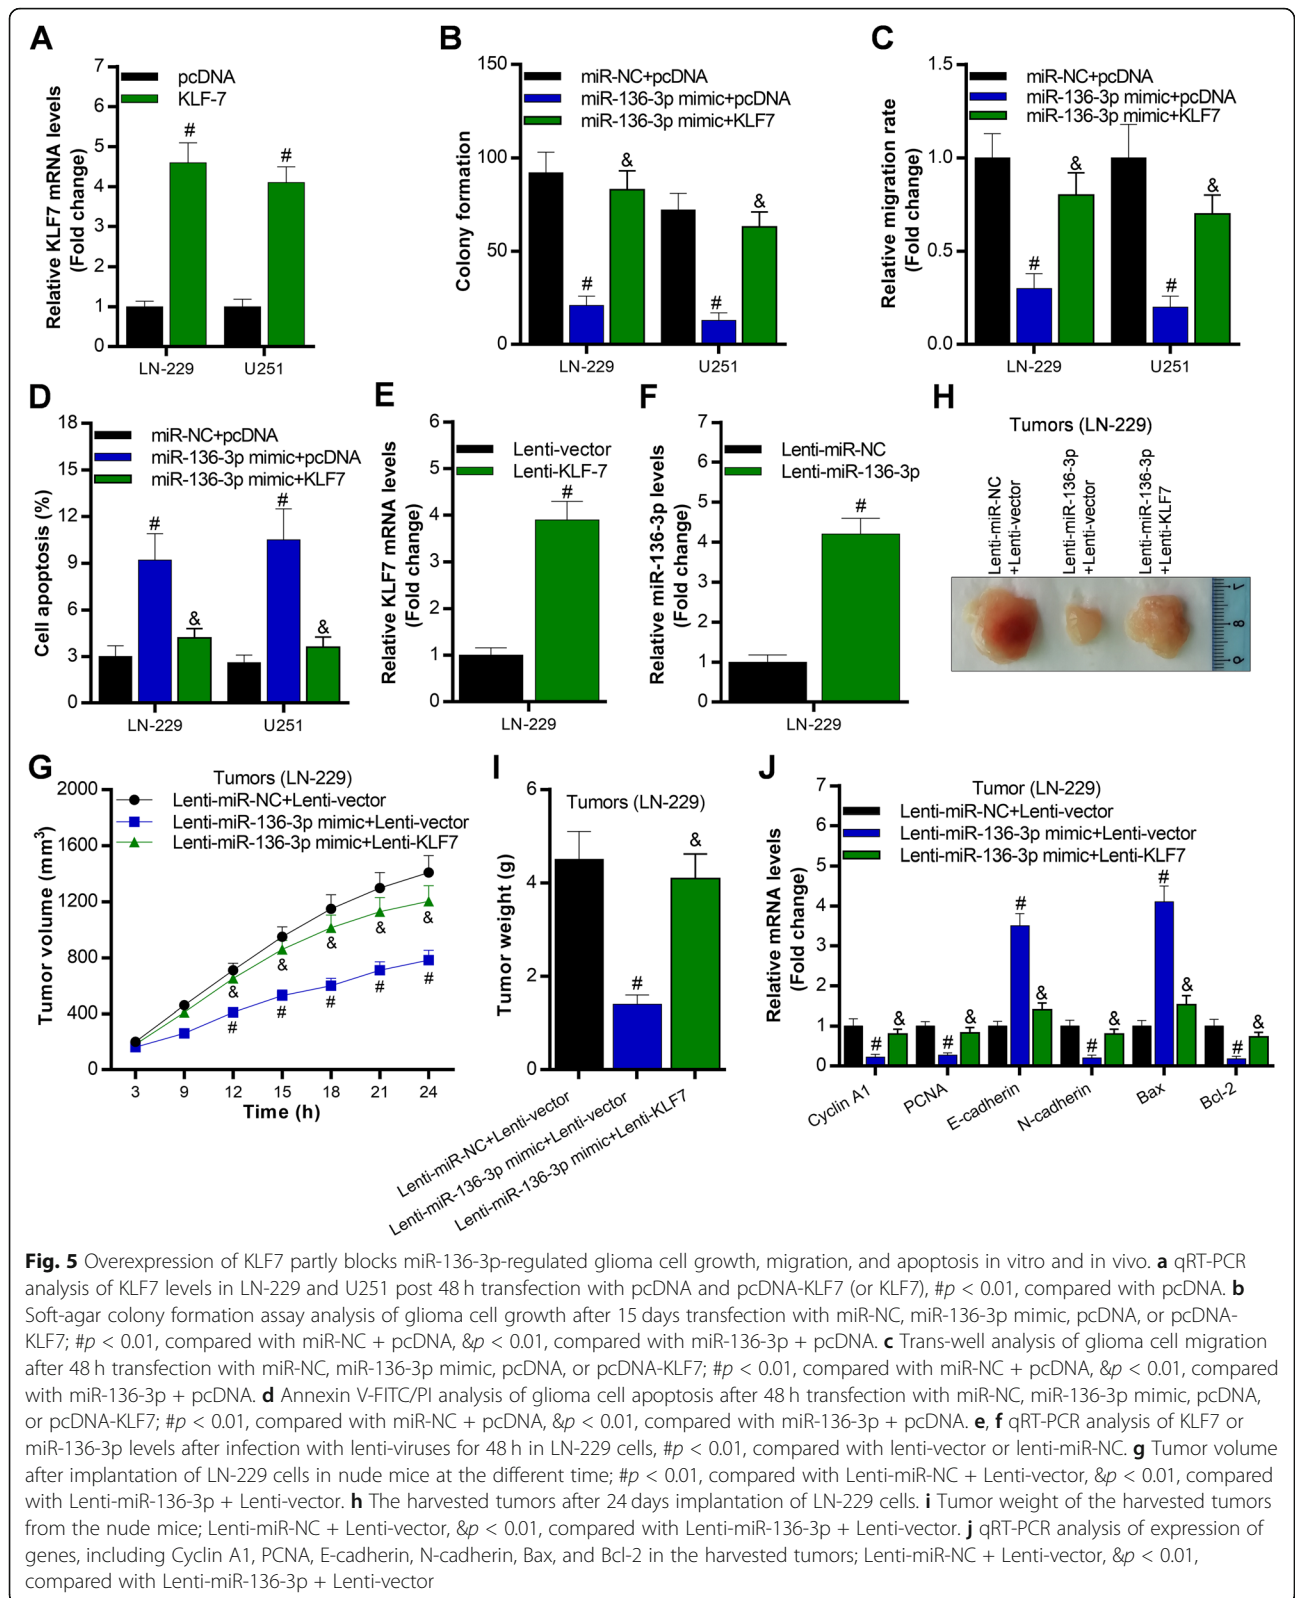 A
7
6
5
4
3
2
1
0
Relative KLF7 mRNA levels
(Fold change)
pcDNA
KLF-7
#
#
LN-229
U251
B
150
100
50
0
Colony formation
miR-NC+pcDNA
miR-136-3p mimic+pcDNA
miR-136-3p mimic+KLF7
#
&
#
&
LN-229
U251
C
1.5
1.0
0.5
0.0
Relative migration rate
(Fold change)
miR-NC+pcDNA
miR-136-3p mimic+pcDNA
miR-136-3p mimic+KLF7
#
&
#
&
LN-229
U251
D
18
15
12
9
6
3
0
Cell apoptosis (%)
miR-NC+pcDNA
miR-136-3p mimic+pcDNA
miR-136-3p mimic+KLF7
#
&
#
&
LN-229
U251
E
6
5
4
3
2
1
0
Relative KLF7 mRNA levels
(Fold change)
Lenti-vector
Lenti-KLF-7
#
LN-229
F
7
6
5
4
3
2
1
0
Relative miR-136-3p levels
(Fold change)
Lenti-miR-NC
Lenti-miR-136-3p
#
LN-229
H
Tumors (LN-229)
Lenti-miR-NC
+Lenti-vector
Lenti-miR-136-3p
+Lenti-vector
Lenti-miR-136-3p
+Lenti-KLF7
7
8
9
G
Tumors (LN-229)
Lenti-miR-NC+Lenti-vector
Lenti-miR-136-3p mimic+Lenti-vector
Lenti-miR-136-3p mimic+Lenti-KLF7
2000
1600
1200
800
400
0
Tumor volume (mm³)
&
&
&
&
&
#
#
#
#
#
3
9
12
15
18
21
24
Time (h)
I
6
4
2
0
Tumor weight (g)
Tumors (LN-229)
#
&
Lenti-miR-NC+Lenti-vector
Lenti-miR-136-3p mimic+Lenti-vector
Lenti-miR-136-3p mimic+Lenti-KLF7
J
7
6
5
4
3
2
1
0
Relative mRNA levels
(Fold change)
Tumor (LN-229)
Lenti-miR-NC+Lenti-vector
Lenti-miR-136-3p mimic+Lenti-vector
Lenti-miR-136-3p mimic+Lenti-KLF7
#
&
#
&
#
&
#
&
#
&
#
&
Cyclin A1
PCNA
E-cadherin
N-cadherin
Bax
Bcl-2
Fig. 5 Overexpression of KLF7 partly blocks miR-136-3p-regulated glioma cell growth, migration, and apoptosis in vitro and in vivo. a qRT-PCR
analysis of KLF7 levels in LN-229 and U251 post 48 h transfection with pcDNA and pcDNA-KLF7 (or KLF7), #p < 0.01, compared with pcDNA. b
Soft-agar colony formation assay analysis of glioma cell growth after 15 days transfection with miR-NC, miR-136-3p mimic, pcDNA, or pcDNA-
KLF7; #p < 0.01, compared with miR-NC + pcDNA, &p < 0.01, compared with miR-136-3p + pcDNA. c Trans-well analysis of glioma cell migration
after 48 h transfection with miR-NC, miR-136-3p mimic, pcDNA, or pcDNA-KLF7; #p < 0.01, compared with miR-NC + pcDNA, &p < 0.01, compared
with miR-136-3p + pcDNA. d Annexin V-FITC/PI analysis of glioma cell apoptosis after 48 h transfection with miR-NC, miR-136-3p mimic, pcDNA,
or pcDNA-KLF7; #p < 0.01, compared with miR-NC + pcDNA, &p < 0.01, compared with miR-136-3p + pcDNA. e, f qRT-PCR analysis of KLF7 or
miR-136-3p levels after infection with lenti-viruses for 48 h in LN-229 cells, #p < 0.01, compared with lenti-vector or lenti-miR-NC. g Tumor volume
after implantation of LN-229 cells in nude mice at the different time; #p < 0.01, compared with Lenti-miR-NC + Lenti-vector, &p < 0.01, compared
with Lenti-miR-136-3p + Lenti-vector. h The harvested tumors after 24 days implantation of LN-229 cells. i Tumor weight of the harvested tumors
from the nude mice; Lenti-miR-NC + Lenti-vector, &p < 0.01, compared with Lenti-miR-136-3p + Lenti-vector. j qRT-PCR analysis of expression of
genes, including Cyclin A1, PCNA, E-cadherin, N-cadherin, Bax, and Bcl-2 in the harvested tumors; Lenti-miR-NC + Lenti-vector, &p < 0.01,
compared with Lenti-miR-136-3p + Lenti-vector